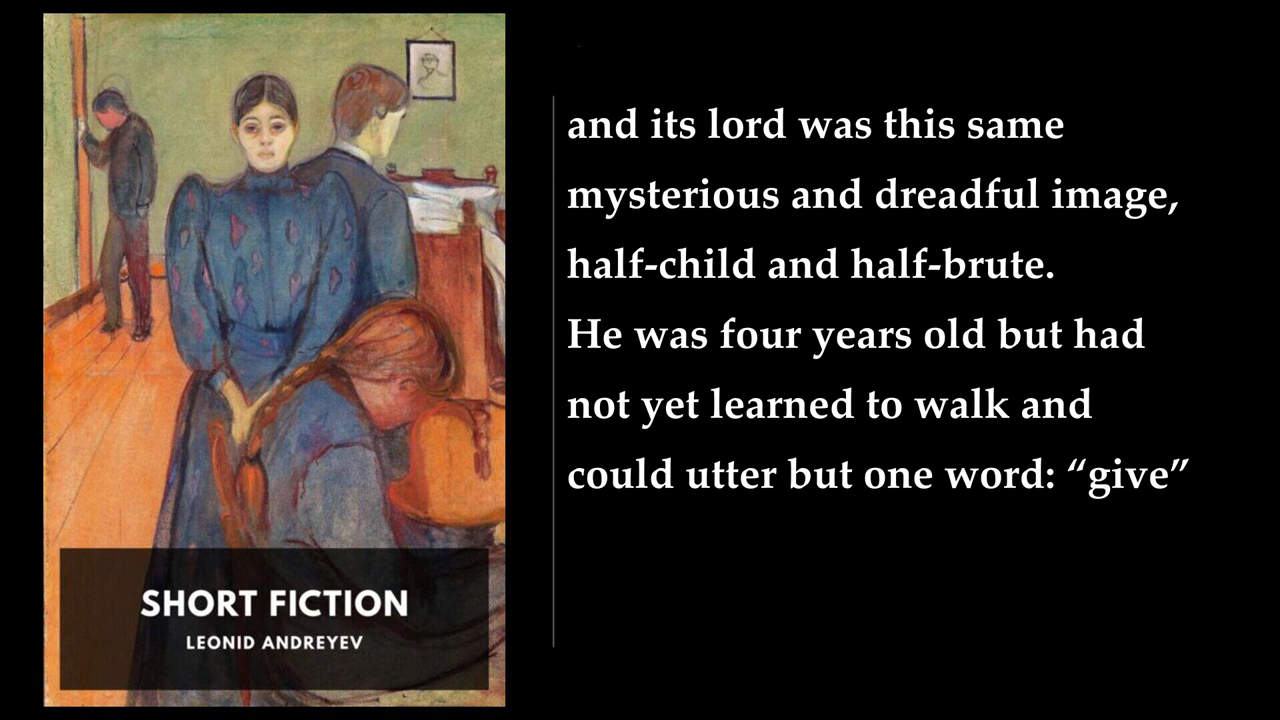 SHORT FICTION
LEONID ANDREYEV
and its lord was this same
mysterious and dreadful image,
half-child and half-brute.
He was four years old but had
not yet learned to walk and
could utter but one word: “give”